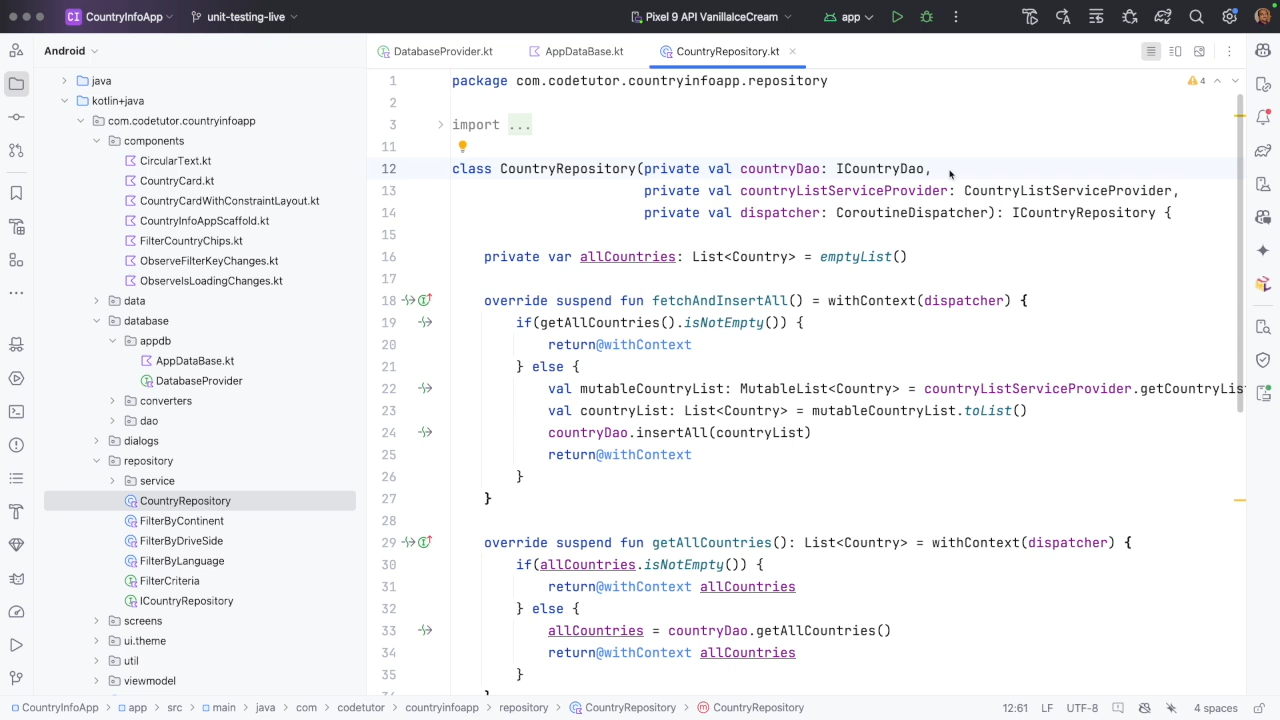 CI CountryInfoApp unit-testing-live Pixel 9 API VanillaIceCream app
Android
DatabaseProvider.kt AppDataBase.kt CountryRepository.kt
java
kotlin+java
com.codetutor.countryinfoapp
components
CircularText.kt
CountryCard.kt
CountryCardWithConstraintLayout.kt
CountryInfoAppScaffold.kt
FilterCountryChips.kt
ObserveFilterKeyChanges.kt
ObserveIsLoadingChanges.kt
data
database
appdb
AppDataBase.kt
DatabaseProvider
converters
dao
dialogs
repository
service
CountryRepository
FilterByContinent
FilterByDriveSide
FilterByLanguage
FilterCriteria
ICountryRepository
screens
ui.theme
util
viewmodel
4
1 package com.codetutor.countryinfoapp.repository
2
3 import ...
11
12 class CountryRepository(private val countryDao: ICountryDao,
13 private val countryListServiceProvider: CountryListServiceProvider,
14 private val dispatcher: CoroutineDispatcher): ICountryRepository {
15
16 private var allCountries: List<Country> = emptyList()
17
18 override suspend fun fetchAndInsertAll() = withContext(dispatcher) {
19 if(getAllCountries().isNotEmpty()) {
20 return@withContext
21 } else {
22 val mutableCountryList: MutableList<Country> = countryListServiceProvider.getCountryList
23 val countryList: List<Country> = mutableCountryList.toList()
24 countryDao.insertAll(countryList)
25 return@withContext
26 }
27 }
28
29 override suspend fun getAllCountries(): List<Country> = withContext(dispatcher) {
30 if(allCountries.isNotEmpty()) {
31 return@withContext allCountries
32 } else {
33 allCountries = countryDao.getAllCountries()
34 return@withContext allCountries
35 }
CountryInfoApp app src main java com codetutor countryinfoapp repository CountryRepository CountryRepository 12:61 LF UTF-8 4 spaces